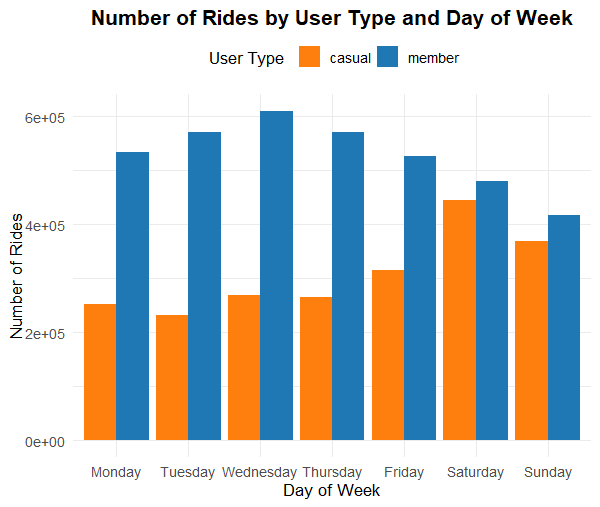 Number of Rides by User Type and Day of Week
User Type casual member
6e+05
4e+05
2e+05
0e+00
Number of Rides
Monday Tuesday Wednesday Thursday Friday Saturday Sunday
Day of Week